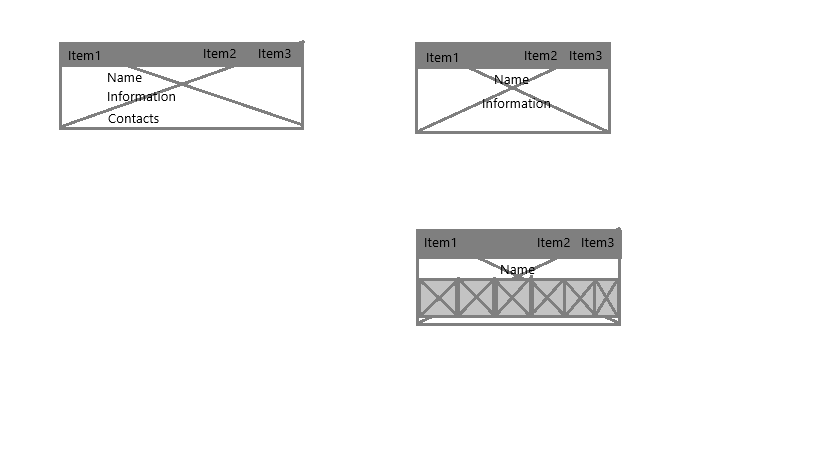 Item1 Item2 Item3
Name
Information
Contacts
Item1 Item2 Item3
Name
Information
Item1 Item2 Item3
Name